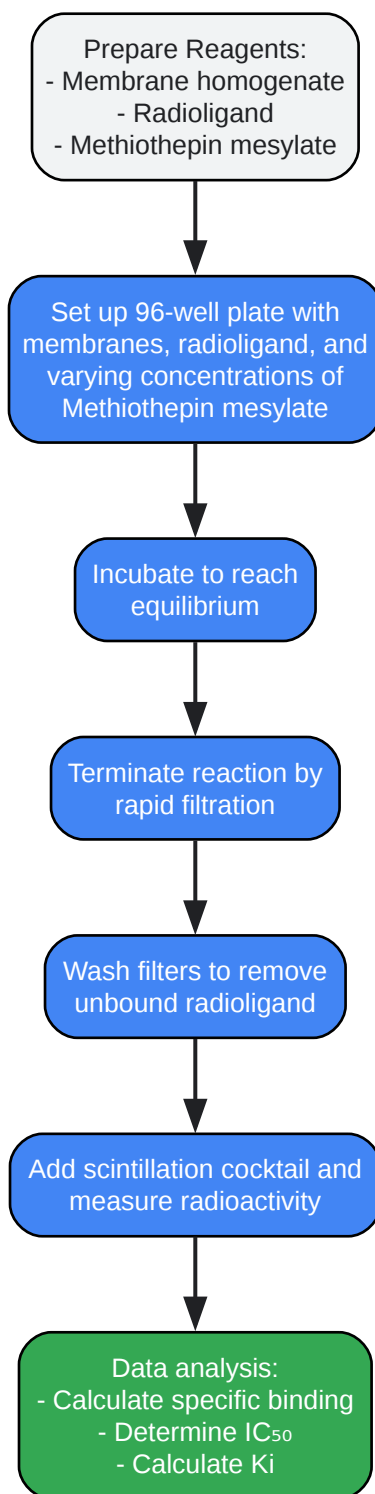 Prepare Reagents:
- Membrane homogenate
- Radioligand
- Methiothepin mesylate
Set up 96-well plate with
membranes, radioligand, and
varying concentrations of
Methiothepin mesylate
Incubate to reach
equilibrium
Terminate reaction by
rapid filtration
Wash filters to remove
unbound radioligand
Add scintillation cocktail and
measure radioactivity
Data analysis:
- Calculate specific binding
- Determine IC₅₀
- Calculate Ki